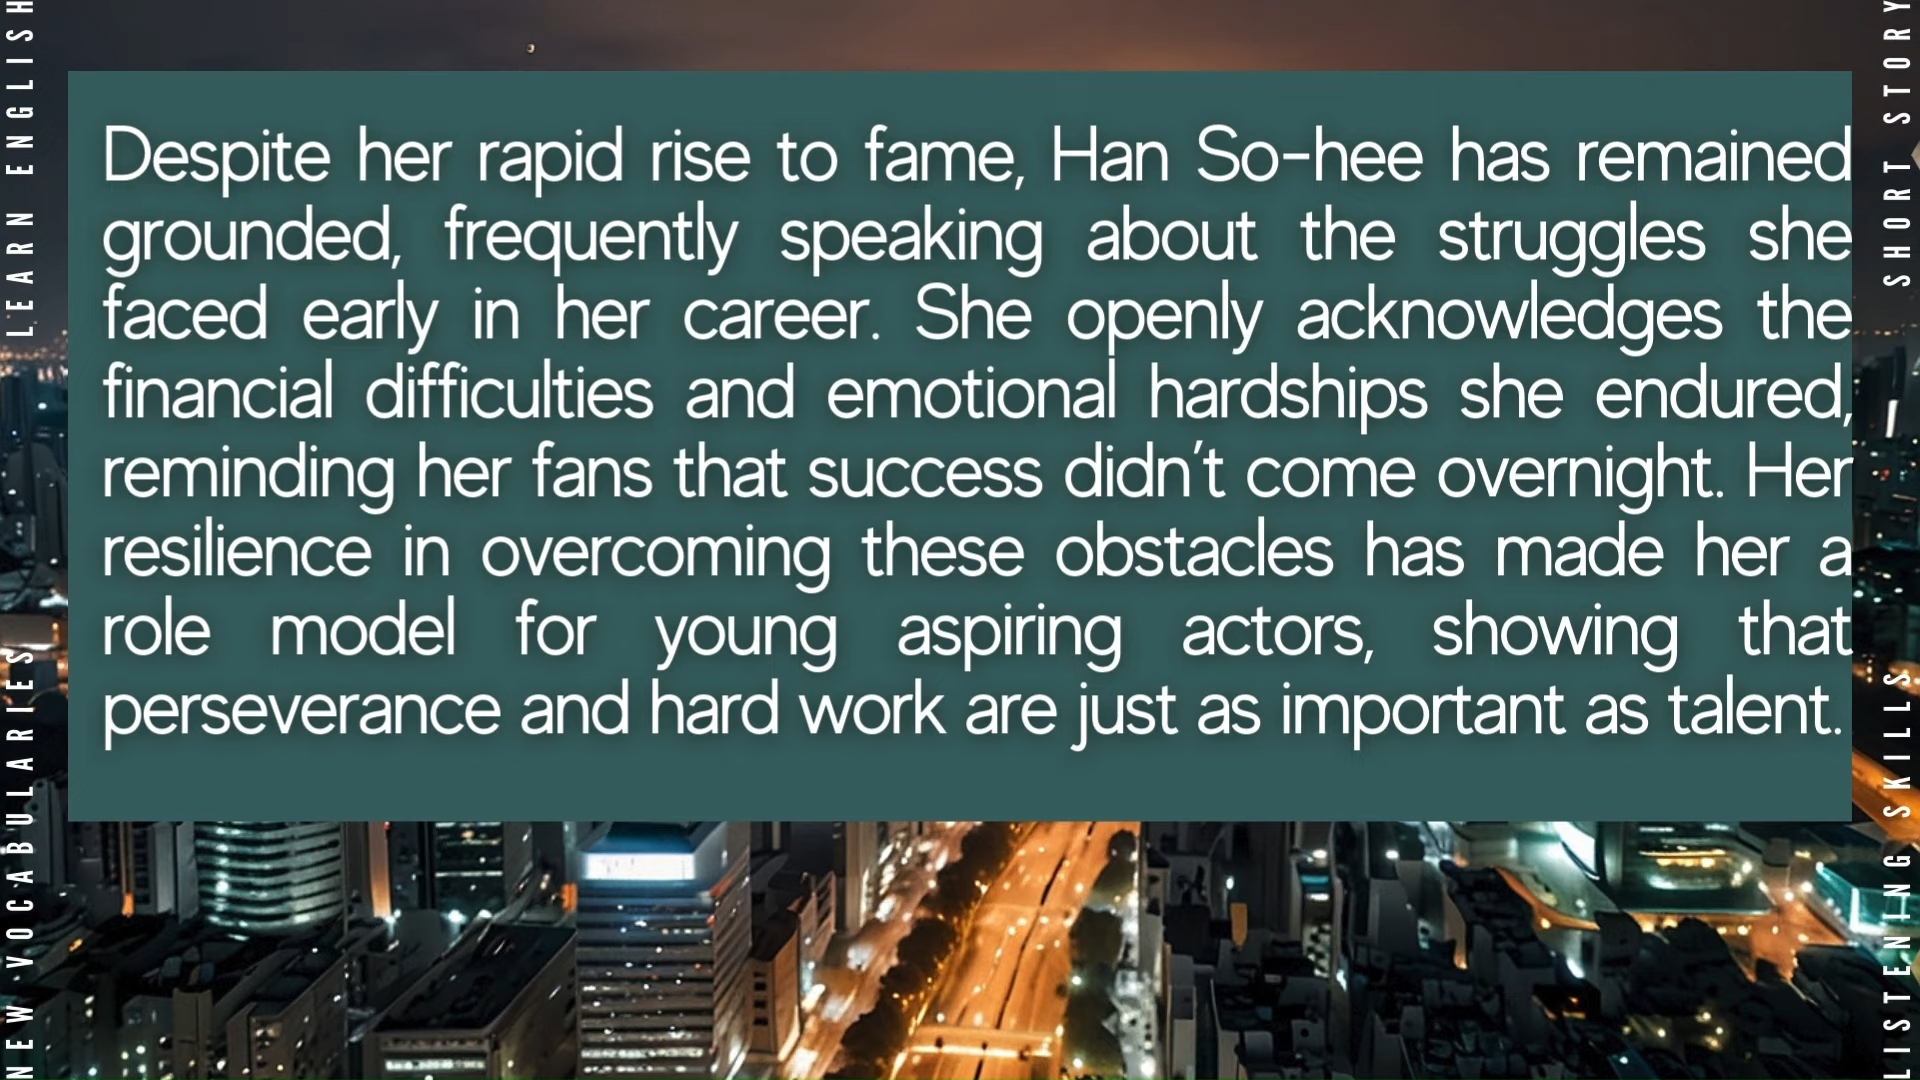 Despite her rapid rise to fame, Han So-hee has remained
grounded, frequently speaking about the struggles she
faced early in her career. She openly acknowledges the
financial difficulties and emotional hardships she endured,
reminding her fans that success didn't come overnight. Her
resilience in overcoming these obstacles has made her a
role model for young aspiring actors, showing that
perseverance and hard work are just as important as talent.
LEARN ENGLISH
NEW VOCABULARIES
SHORT STORY
LISTENING SKILLS